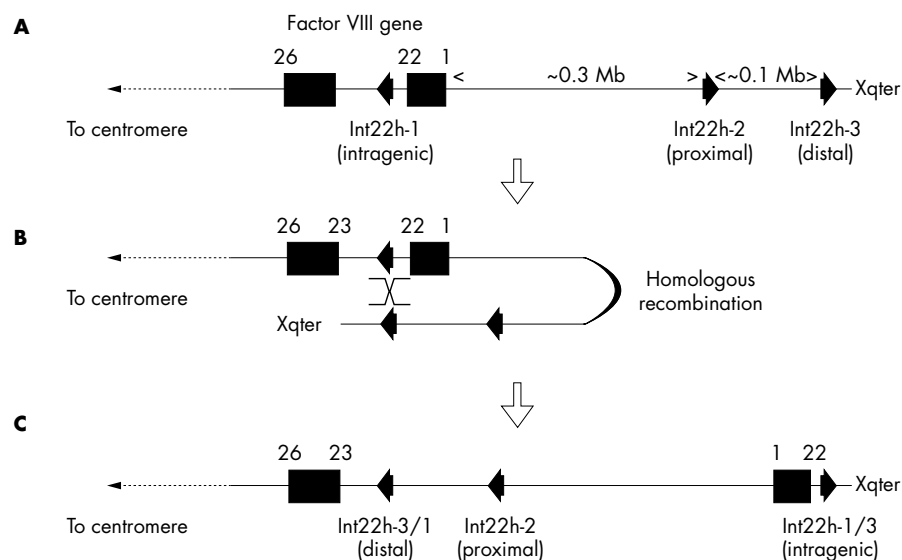 A
Factor VIII gene
26 22 1
< ~0.3 Mb > <~0.1 Mb>
Xqter
To centromere
Int22h-1
(intragenic)
Int22h-2
(proximal)
Int22h-3
(distal)
B
26 23 22 1
To centromere
Homologous
recombination
Xqter
C
26 23 1 22
Xqter
To centromere
Int22h-3/1
(distal)
Int22h-2
(proximal)
Int22h-1/3
(intragenic)